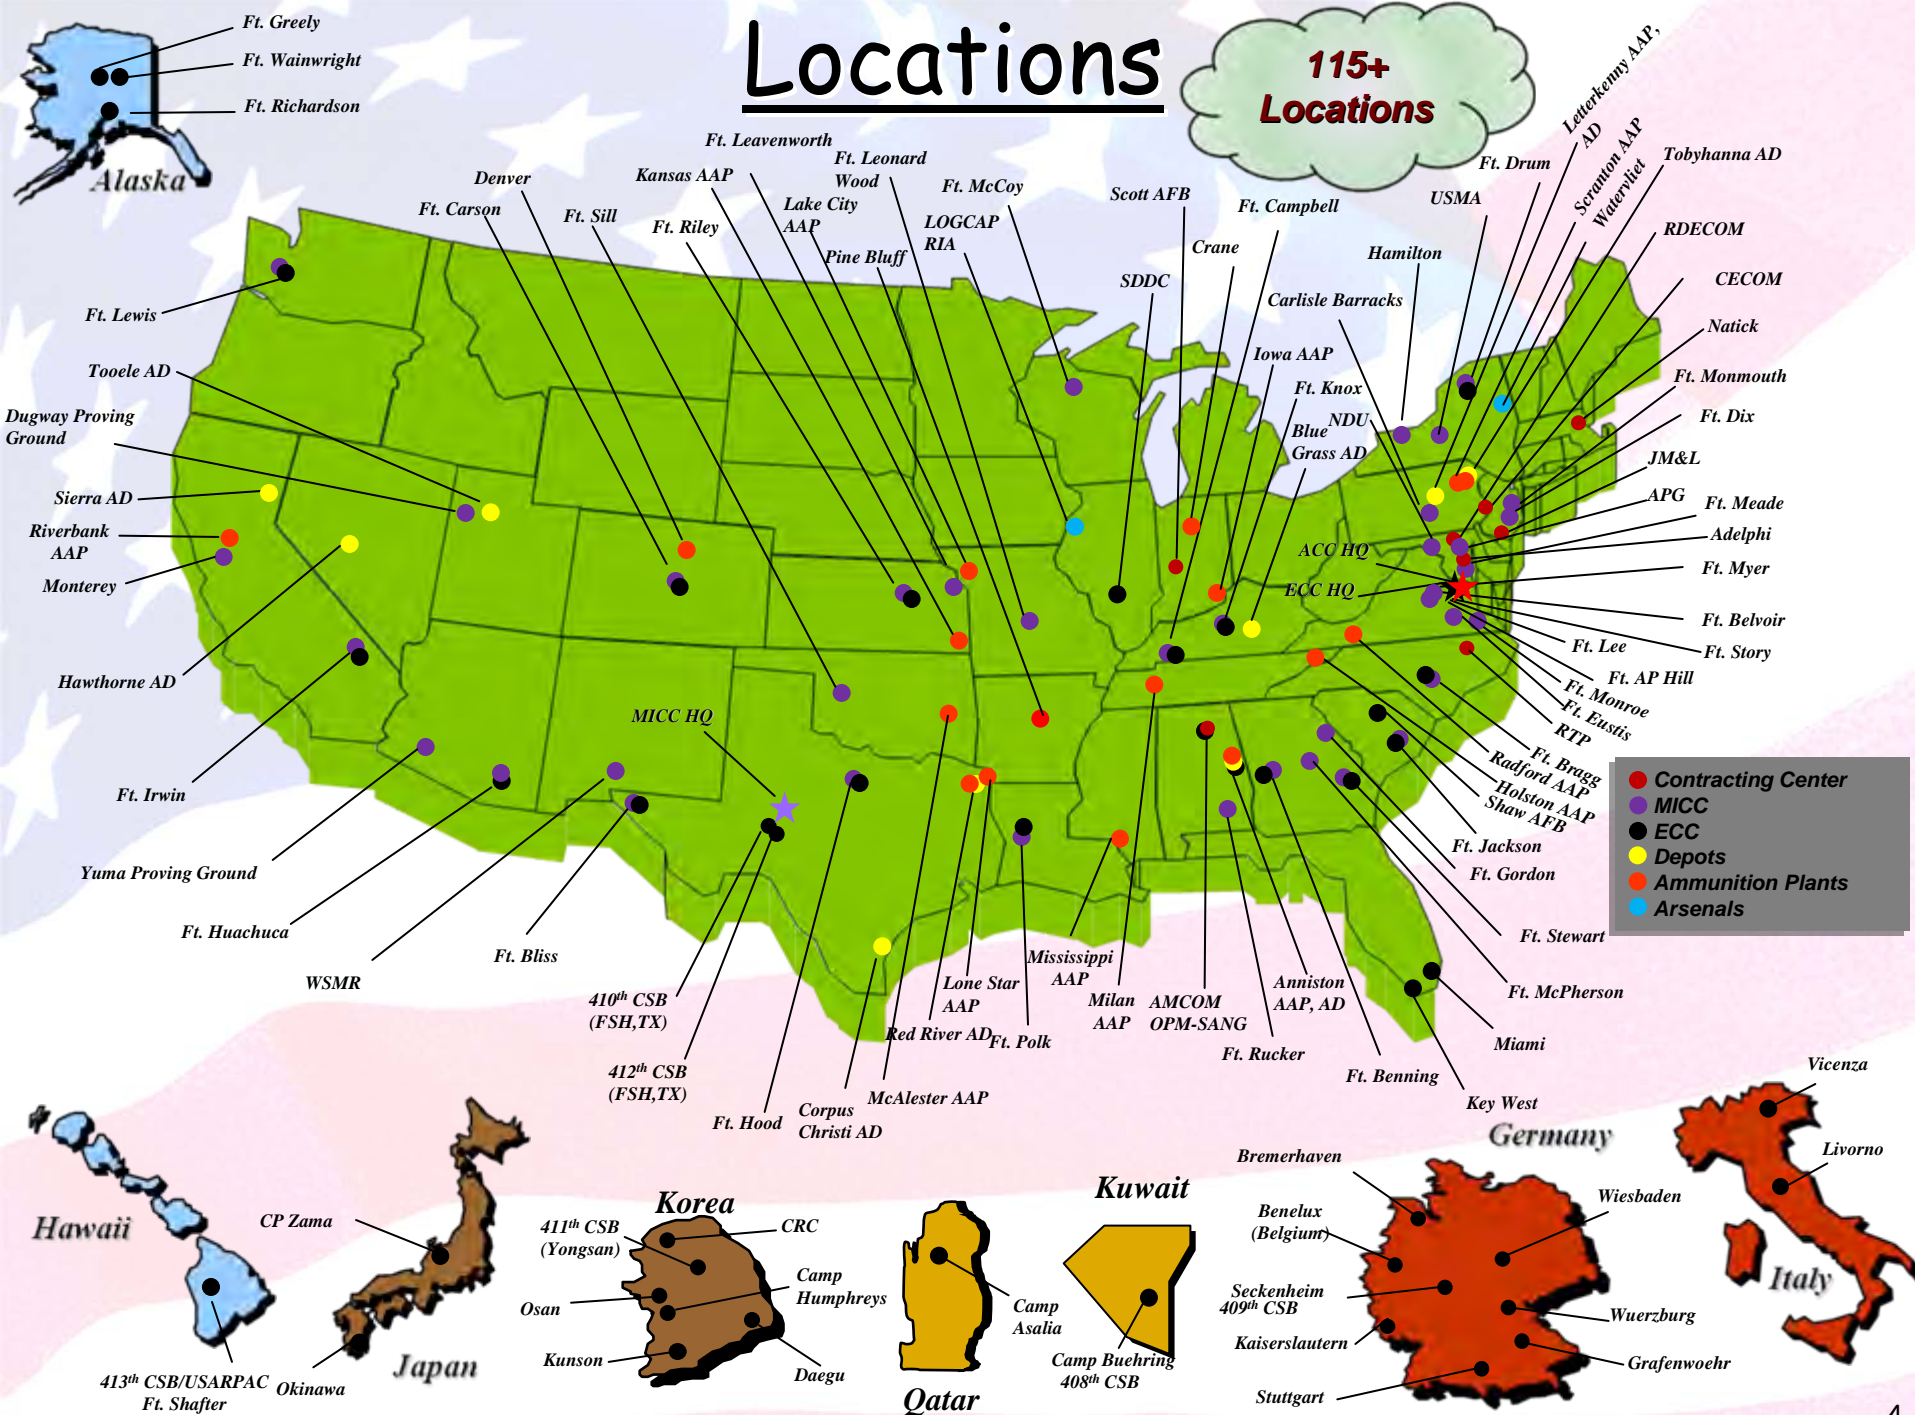 Locations
115+
Locations
Ft. Greely
Ft. Wainwright
Ft. Richardson
Alaska
Ft. Leavenworth
Kansas AAP
Ft. Leonard
Wood
Lake City
AAP
Pine Bluff
Ft. McCoy
LOGCAP
RIA
Denver
Ft. Carson
Ft. Sill
Ft. Riley
Scott AFB
SDDC
Ft. Campbell
Crane
Carlisle Barracks
Iowa AAP
Ft. Knox
NDU
Blue
Grass AD
Hamilton
USMA
Ft. Drum
Letterkenny AAP,
AD
Scranton AAP
Watervliet
Tobyhanna AD
RDECOM
CECOM
Natick
Ft. Monmouth
Ft. Dix
JM&L
APG
Ft. Meade
Adelphi
Ft. Myer
Ft. Belvoir
Ft. Story
Ft. Lee
Ft. AP Hill
Ft. Monroe
Ft. Eustis
RTP
Ft. Bragg
Radford AAP
Holston AAP
Shaw AFB
Ft. Jackson
Ft. Gordon
Ft. Stewart
Ft. McPherson
Miami
Key West
ACC HQ
ECC HQ
MICC HQ
Ft. Lewis
Tooele AD
Dugway Proving
Ground
Sierra AD
Riverbank
AAP
Monterey
Hawthorne AD
Ft. Irwin
Yuma Proving Ground
Ft. Huachuca
WSMR
Ft. Bliss
410th CSB
(FSH,TX)
412th CSB
(FSH,TX)
Ft. Hood
Corpus
Christi AD
McAlester AAP
Red River AD
Lone Star
AAP
Ft. Polk
Mississippi
AAP
Milan
AAP
AMCOM
OPM-SANG
Ft. Rucker
Anniston
AAP, AD
Ft. Benning
Contracting Center
MICC
ECC
Depots
Ammunition Plants
Arsenals
Hawaii
413th CSB/USARPAC
Ft. Shafter
CP Zama
Okinawa
Japan
Korea
411th CSB
(Yongsan)
CRC
Osan
Camp
Humphreys
Kunson
Daegu
Qatar
Camp
Asalia
Kuwait
Camp Buehring
408th CSB
Germany
Bremerhaven
Benelux
(Belgium)
Wiesbaden
Seckenheim
409th CSB
Kaiserslautern
Wuerzburg
Grafenwoehr
Stuttgart
Vicenza
Livorno
Italy
4